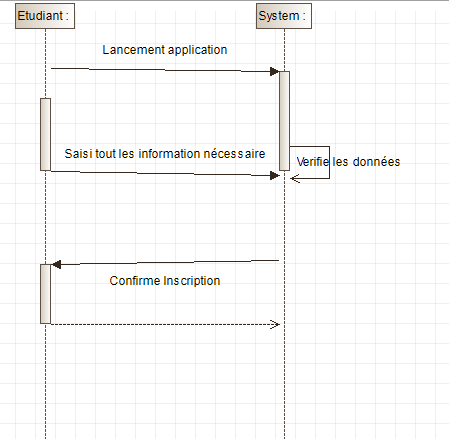 Etudiant :
System :
Lancement application
Saisi tout les information nécessaire
Verifie les données
Confirme Inscription